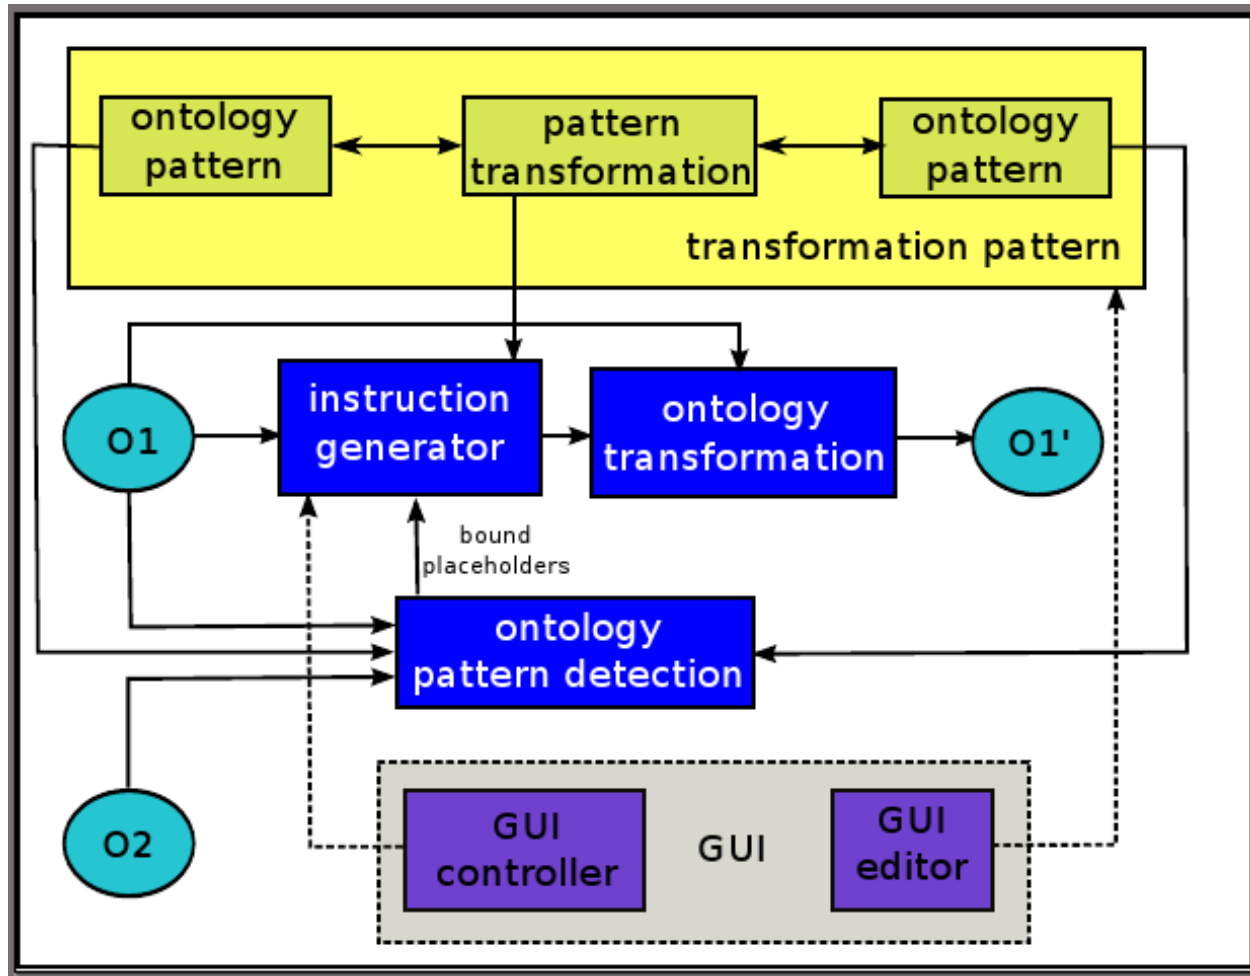 ontology
pattern
pattern
transformation
ontology
pattern
transformation pattern
O1
instruction
generator
ontology
transformation
O1'
bound
placeholders
ontology
pattern detection
O2
GUI
controller
GUI
GUI
editor